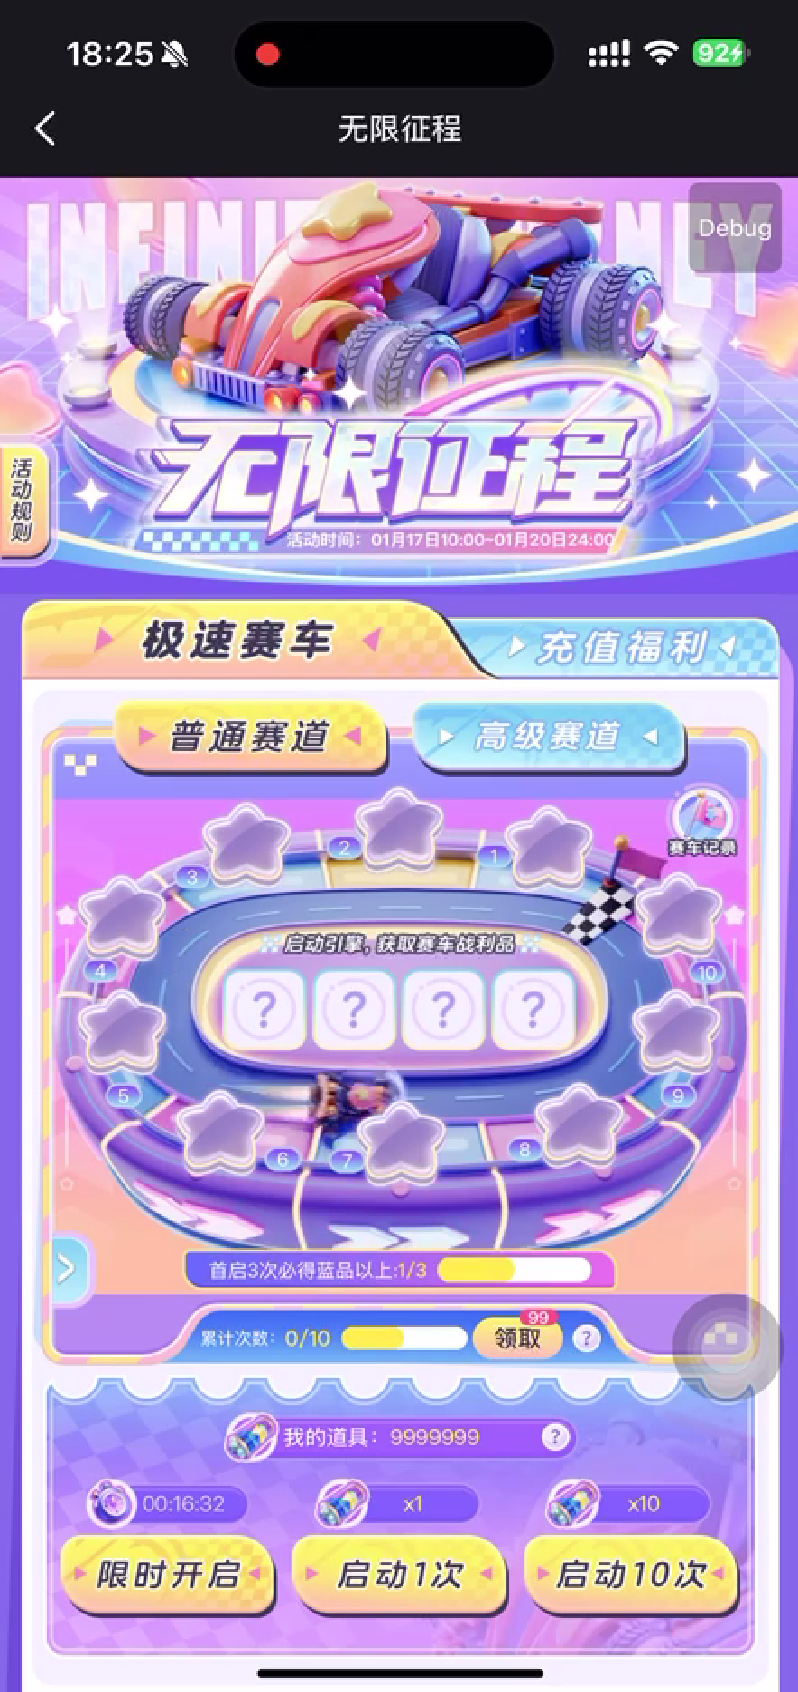 18:25
92
无限征程
Debug
无限征程
活动规则
活动时间：01月17日10:00-01月20日24:00
极速赛车
充值福利
普通赛道
高级赛道
赛车记录
2
1
3
4
10
启动引擎，获取赛车战利品
? ? ? ?
5
9
6
7
8
首启3次必得蓝品以上:1/3
99
累计次数：0/10
领取
?
我的道具：9999999
?
00:16:32
x1
x10
限时开启
启动1次
启动10次